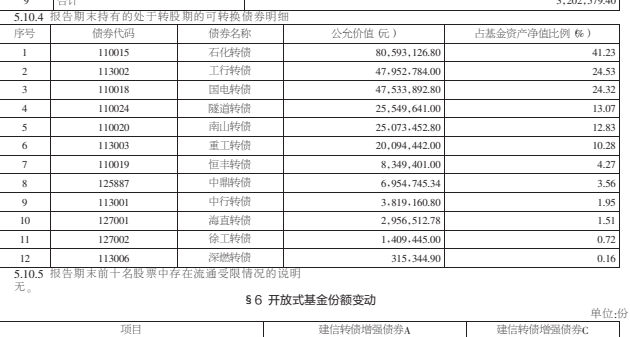 9 合计 3,202,579.40
5.10.4 报告期末持有的处于转股期的可转换债券明细
序号 债券代码 债券名称 公允价值(元) 占基金资产净值比例(%)
1 110015 石化转债 80,593,126.80 41.23
2 113002 工行转债 47,952,784.00 24.53
3 110018 国电转债 47,533,892.80 24.32
4 110024 隧道转债 25,549,641.00 13.07
5 110020 南山转债 25,073,452.80 12.83
6 113003 重工转债 20,094,442.00 10.28
7 110019 恒丰转债 8,349,401.00 4.27
8 125887 中鼎转债 6,954,745.34 3.56
9 113001 中行转债 3,819,160.80 1.95
10 127001 海直转债 2,956,512.78 1.51
11 127002 徐工转债 1,409,445.00 0.72
12 113006 深燃转债 315,344.90 0.16
5.10.5 报告期末前十名股票中存在流通受限情况的说明
无。
§6 开放式基金份额变动
单位:份
项目 建信转债增强债券A 建信转债增强债券C